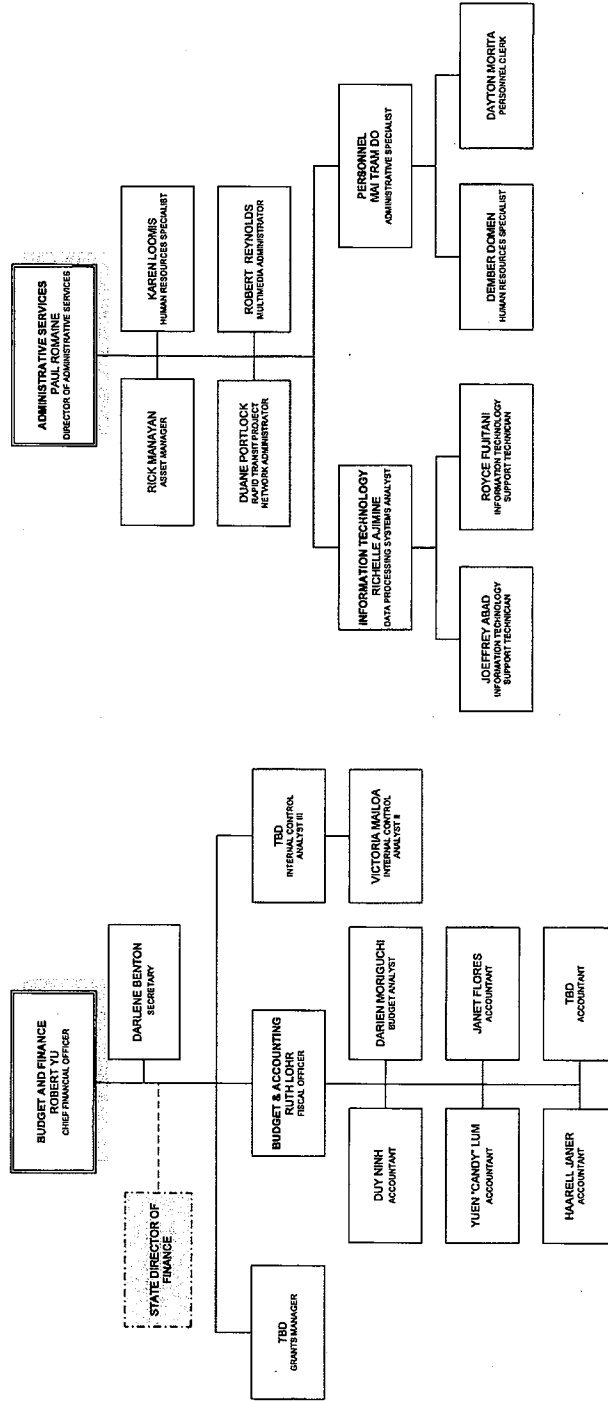 BUDGET AND FINANCE
ROBERT YU
CHIEF FINANCIAL OFFICER
DARLENE BENTON
SECRETARY
STATE DIRECTOR OF
FINANCE
TBD
GRANTS MANAGER
BUDGET & ACCOUNTING
RUTH LOHR
FISCAL OFFICER
TBD
INTERNAL CONTROL
ANALYST III
VICTORIA MAILOA
INTERNAL CONTROL
ANALYST II
DUY NINH
ACCOUNTANT
DARIEN MORIGUCHI
BUDGET ANALYST
YUEN "CANDY" LUM
ACCOUNTANT
JANET FLORES
ACCOUNTANT
HAARELL JANER
ACCOUNTANT
TBD
ACCOUNTANT
ADMINISTRATIVE SERVICES
PAUL ROMAINE
DIRECTOR OF ADMINISTRATIVE SERVICES
RICK MANAYAN
ASSET MANAGER
KAREN LOOMIS
HUMAN RESOURCES SPECIALIST
DUANE PORTLOCK
RAPID TRANSIT PROJECT
NETWORK ADMINISTRATOR
ROBERT REYNOLDS
MULTIMEDIA ADMINISTRATOR
INFORMATION TECHNOLOGY
RICHELLE AJIMINE
DATA PROCESSING SYSTEMS ANALYST
PERSONNEL
MAI TRAM DO
ADMINISTRATIVE SPECIALIST
JOEFFREY ABAD
INFORMATION TECHNOLOGY
SUPPORT TECHNICIAN
ROYCE FUJITANI
INFORMATION TECHNOLOGY
SUPPORT TECHNICIAN
DEMBER DOMEN
HUMAN RESOURCES SPECIALIST
DAYTON MORITA
PERSONNEL CLERK